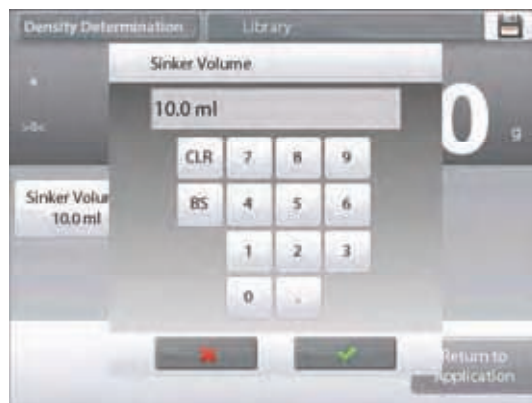 Density Determination Library
Sinker Volume
10.0 ml
0
>0<
g
CLR 7 8 9
Sinker Volu
10.0 ml
BS 4 5 6
1 2 3
0 .
Return to
Application